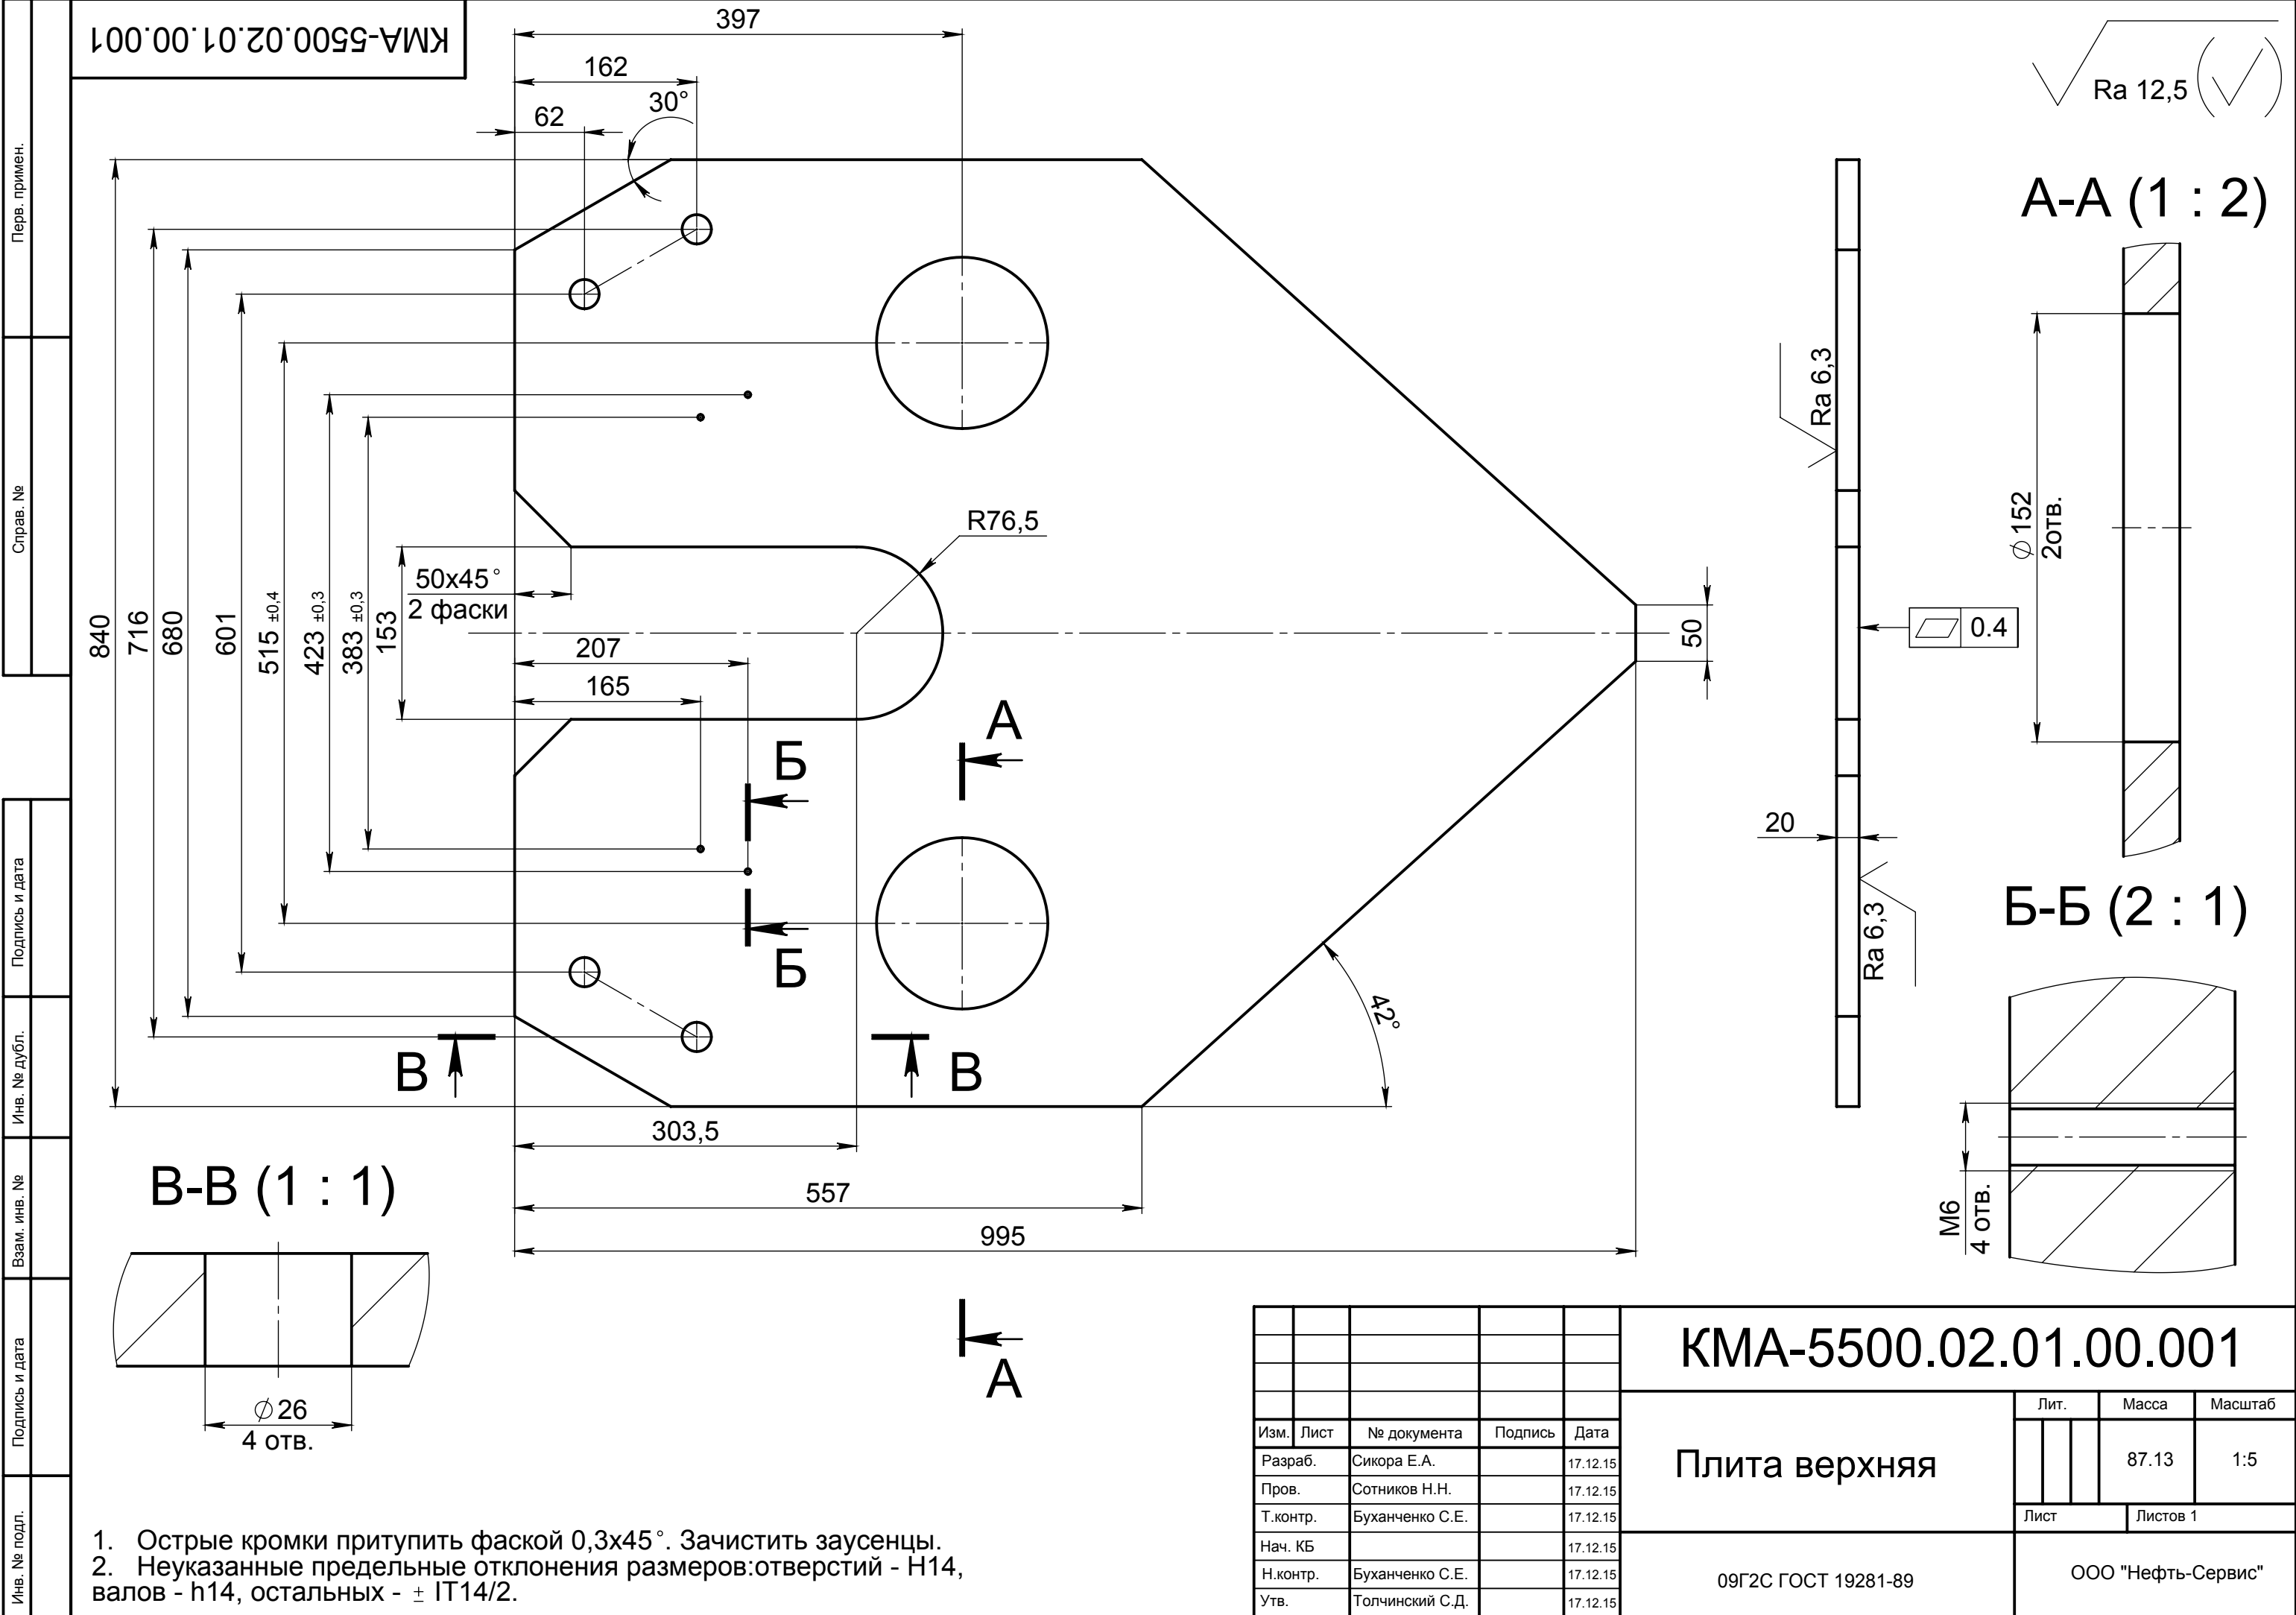 КМА-5500.02.01.00.001
Перв. примен.
Справ. №
Подпись и дата
Инв. № дубл.
Взам. инв. №
Подпись и дата
Инв. № подл.
397
162
62
30°
Ra 12,5
840
716
680
601
515 ±0,4
423 ±0,3
383 ±0,3
153
50x45°
2 фаски
R76,5
207
165
50
А
А
Б
Б
В
В
42°
303,5
557
995
Ra 6,3
0.4
20
Ra 6,3
А-А (1 : 2)
∅152
2отв.
Б-Б (2 : 1)
М6
4 отв.
В-В (1 : 1)
∅26
4 отв.
1. Острые кромки притупить фаской 0,3х45°. Зачистить заусенцы.
2. Неуказанные предельные отклонения размеров:отверстий - Н14,
валов - h14, остальных - ± IT14/2.
КМА-5500.02.01.00.001
Изм. Лист № документа Подпись Дата
Разраб. Сикора Е.А. 17.12.15
Пров. Сотников Н.Н. 17.12.15
Т.контр. Буханченко С.Е. 17.12.15
Нач. КБ 17.12.15
Н.контр. Буханченко С.Е. 17.12.15
Утв. Толчинский С.Д. 17.12.15
Плита верхняя
Лит. Масса Масштаб
87.13 1:5
Лист Листов 1
09Г2С ГОСТ 19281-89
ООО "Нефть-Сервис"